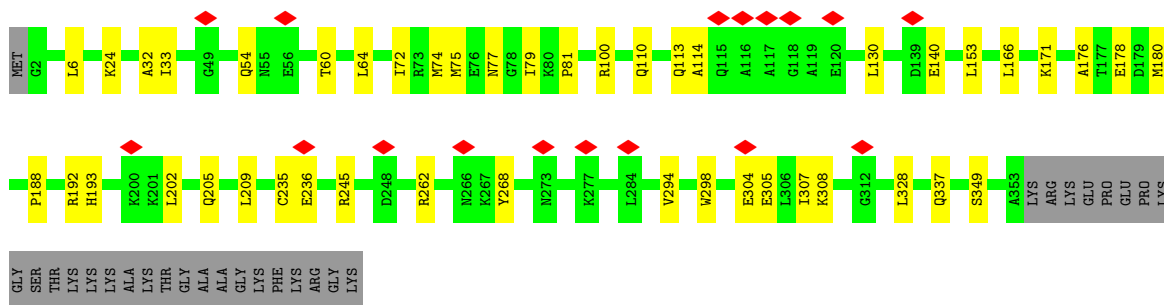 MET G2 L6 K24 A32 I33 G49 Q54 N55 E56 T60 L64 I72 R73 M74 M75 E76 N77 G78 I79 K80 P81 R100 Q110 Q113 A114 Q115 A116 A117 G118 A119 E120 L130 D139 E140 L153 L166 K171 A176 T177 E178 D179 M180
P188 R192 H193 K200 K201 L202 Q205 L209 C235 E236 R245 D248 R262 N266 K267 Y268 N273 K277 L284 V294 W298 E304 E305 L306 I307 K308 G312 L328 Q337 S349 A353 LYS ARG LYS GLU PRO GLU PRO LYS
GLY SER THR LYS LYS LYS ALA LYS THR GLY ALA ALA GLY LYS PHE LYS ARG GLY LYS